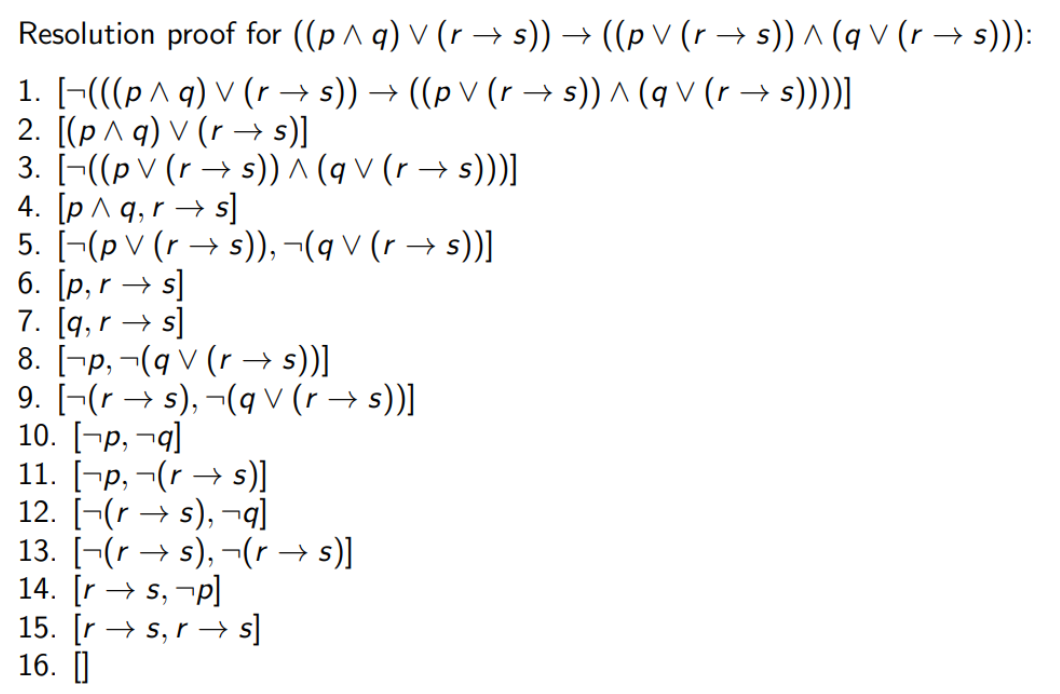 Resolution proof for ((p ∧ q) ∨ (r → s)) → ((p ∨ (r → s)) ∧ (q ∨ (r → s))):
1. [¬(((p ∧ q) ∨ (r → s)) → ((p ∨ (r → s)) ∧ (q ∨ (r → s))))]
2. [(p ∧ q) ∨ (r → s)]
3. [¬((p ∨ (r → s)) ∧ (q ∨ (r → s)))]
4. [p ∧ q, r → s]
5. [¬(p ∨ (r → s)), ¬(q ∨ (r → s))]
6. [p, r → s]
7. [q, r → s]
8. [¬p, ¬(q ∨ (r → s))]
9. [¬(r → s), ¬(q ∨ (r → s))]
10. [¬p, ¬q]
11. [¬p, ¬(r → s)]
12. [¬(r → s), ¬q]
13. [¬(r → s), ¬(r → s)]
14. [r → s, ¬p]
15. [r → s, r → s]
16. []